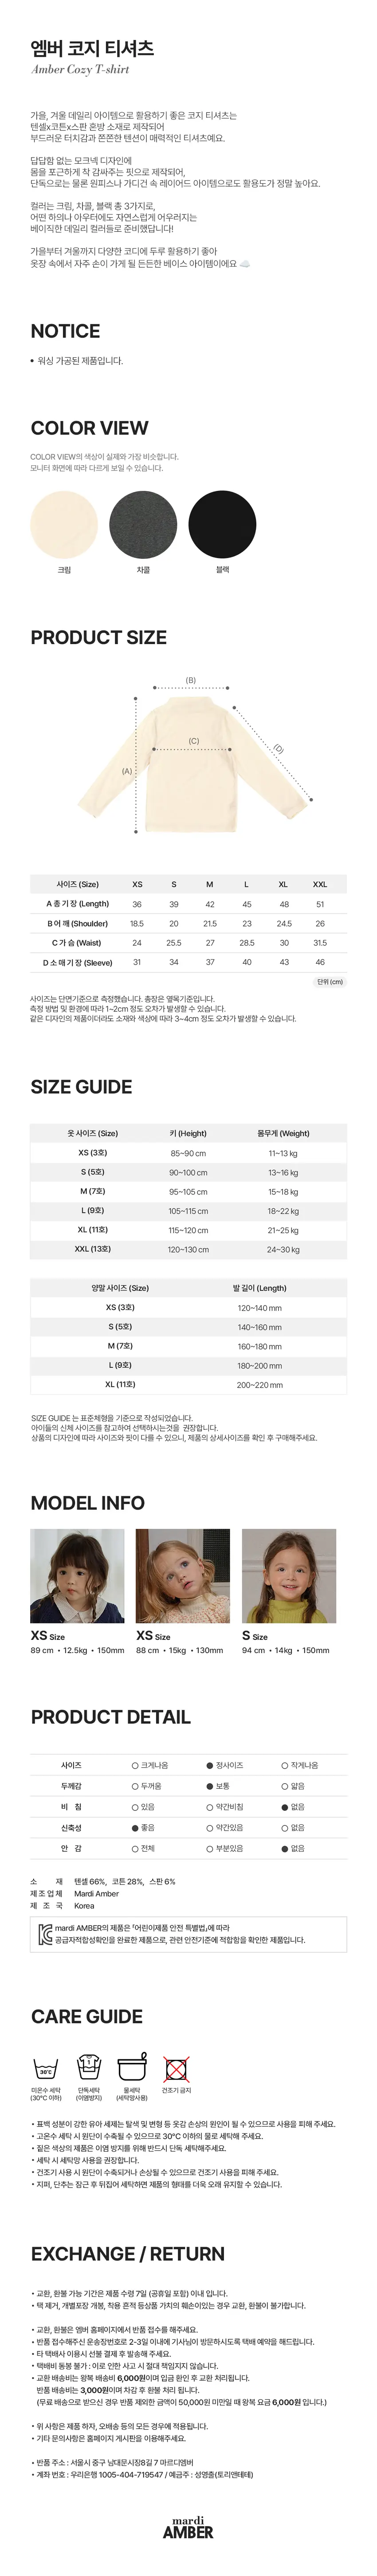 엠버 코지 티셔츠
Amber Cozy T-shirt
가을, 겨울 데일리 아이템으로 활용하기 좋은 코지 티셔츠는
텐셀x코튼x스판 혼방 소재로 제작되어
부드러운 터치감과 쫀쫀한 텐션이 매력적인 티셔츠예요.
답답함 없는 모크넥 디자인에
몸을 포근하게 착 감싸주는 핏으로 제작되어,
단독으로는 물론 원피스나 가디건 속 레이어드 아이템으로도 활용도가 정말 높아요.
컬러는 크림, 차콜, 블랙 총 3가지로,
어떤 하의나 아우터에도 자연스럽게 어우러지는
베이직한 데일리 컬러들로 준비했답니다!
가을부터 겨울까지 다양한 코디에 두루 활용하기 좋아
옷장 속에서 자주 손이 가게 될 든든한 베이스 아이템이에요 ☁️
NOTICE
• 워싱 가공된 제품입니다.
COLOR VIEW
COLOR VIEW의 색상이 실제와 가장 비슷합니다.
모니터 화면에 따라 다르게 보일 수 있습니다.
크림 차콜 블랙
PRODUCT SIZE
(B)
(C)
(D)
(A)
사이즈 (Size) XS S M L XL XXL
A 총 기 장 (Length) 36 39 42 45 48 51
B 어 깨 (Shoulder) 18.5 20 21.5 23 24.5 26
C 가 슴 (Waist) 24 25.5 27 28.5 30 31.5
D 소 매 기 장 (Sleeve) 31 34 37 40 43 46
단위 (cm)
사이즈는 단면기준으로 측정했습니다. 총장은 옆목기준입니다.
측정 방법 및 환경에 따라 1~2cm 정도 오차가 발생할 수 있습니다.
같은 디자인의 제품이더라도 소재와 색상에 따라 3~4cm 정도 오차가 발생할 수 있습니다.
SIZE GUIDE
옷 사이즈 (Size) 키 (Height) 몸무게 (Weight)
XS (3호) 85~90 cm 11~13 kg
S (5호) 90~100 cm 13~16 kg
M (7호) 95~105 cm 15~18 kg
L (9호) 105~115 cm 18~22 kg
XL (11호) 115~120 cm 21~25 kg
XXL (13호) 120~130 cm 24~30 kg
양말 사이즈 (Size) 발 길이 (Length)
XS (3호) 120~140 mm
S (5호) 140~160 mm
M (7호) 160~180 mm
L (9호) 180~200 mm
XL (11호) 200~220 mm
SIZE GUIDE 는 표준체형을 기준으로 작성되었습니다.
아이들의 신체 사이즈를 참고하여 선택하시는것을 권장합니다.
상품의 디자인에 따라 사이즈와 핏이 다를 수 있으니, 제품의 상세사이즈를 확인 후 구매해주세요.
MODEL INFO
XS Size XS Size S Size
89 cm • 12.5kg • 150mm 88 cm • 15kg • 130mm 94 cm • 14kg • 150mm
PRODUCT DETAIL
사이즈 ○ 크게나옴 ● 정사이즈 ○ 작게나옴
두께감 ○ 두꺼움 ● 보통 ○ 얇음
비 침 ○ 있음 ○ 약간비침 ● 없음
신축성 ● 좋음 ○ 약간있음 ○ 없음
안 감 ○ 전체 ○ 부분있음 ● 없음
소 재 텐셀 66%, 코튼 28%, 스판 6%
제 조 업 체 Mardi Amber
제 조 국 Korea
mardi AMBER의 제품은 「어린이제품 안전 특별법」에 따라
공급자적합성확인을 완료한 제품으로, 관련 안전기준에 적합함을 확인한 제품입니다.
CARE GUIDE
30℃
미온수 세탁 단독세탁 물세탁 건조기 금지
(30℃ 이하) (이염방지) (세탁망사용)
• 표백 성분이 강한 유아 세제는 탈색 및 변형 등 옷감 손상의 원인이 될 수 있으므로 사용을 피해 주세요.
• 고온수 세탁 시 원단이 수축될 수 있으므로 30℃ 이하의 물로 세탁해 주세요.
• 짙은 색상의 제품은 이염 방지를 위해 반드시 단독 세탁해주세요.
• 세탁 시 세탁망 사용을 권장합니다.
• 건조기 사용 시 원단이 수축되거나 손상될 수 있으므로 건조기 사용을 피해 주세요.
• 지퍼, 단추는 잠근 후 뒤집어 세탁하면 제품의 형태를 더욱 오래 유지할 수 있습니다.
EXCHANGE / RETURN
• 교환, 환불 가능 기간은 제품 수령 7일 (공휴일 포함) 이내 입니다.
• 택 제거, 개별포장 개봉, 착용 흔적 등상품 가치의 훼손이있는 경우 교환, 환불이 불가합니다.
• 교환, 환불은 엠버 홈페이지에서 반품 접수를 해주세요.
• 반품 접수해주신 운송장번호로 2-3일 이내에 기사님이 방문하시도록 택배 예약을 해드립니다.
• 타 택배사 이용시 선불 결제 후 발송해 주세요.
• 택배비 동봉 불가 : 이로 인한 사고 시 절대 책임지지 않습니다.
• 교환 배송비는 왕복 배송비 6,000원이며 입금 환인 후 교환 처리됩니다.
반품 배송비는 3,000원이며 차감 후 환불 처리 됩니다.
(무료 배송으로 받으신 경우 반품 제외한 금액이 50,000원 미만일 때 왕복 요금 6,000원 입니다.)
• 위 사항은 제품 하자, 오배송 등의 모든 경우에 적용됩니다.
• 기타 문의사항은 홈페이지 게시판을 이용해주세요.
• 반품 주소 : 서울시 중구 남대문시장8길 7 마르디엠버
• 계좌 번호 : 우리은행 1005-404-719547 / 예금주 : 성영출(토리앤테테)
mardi
AMBER